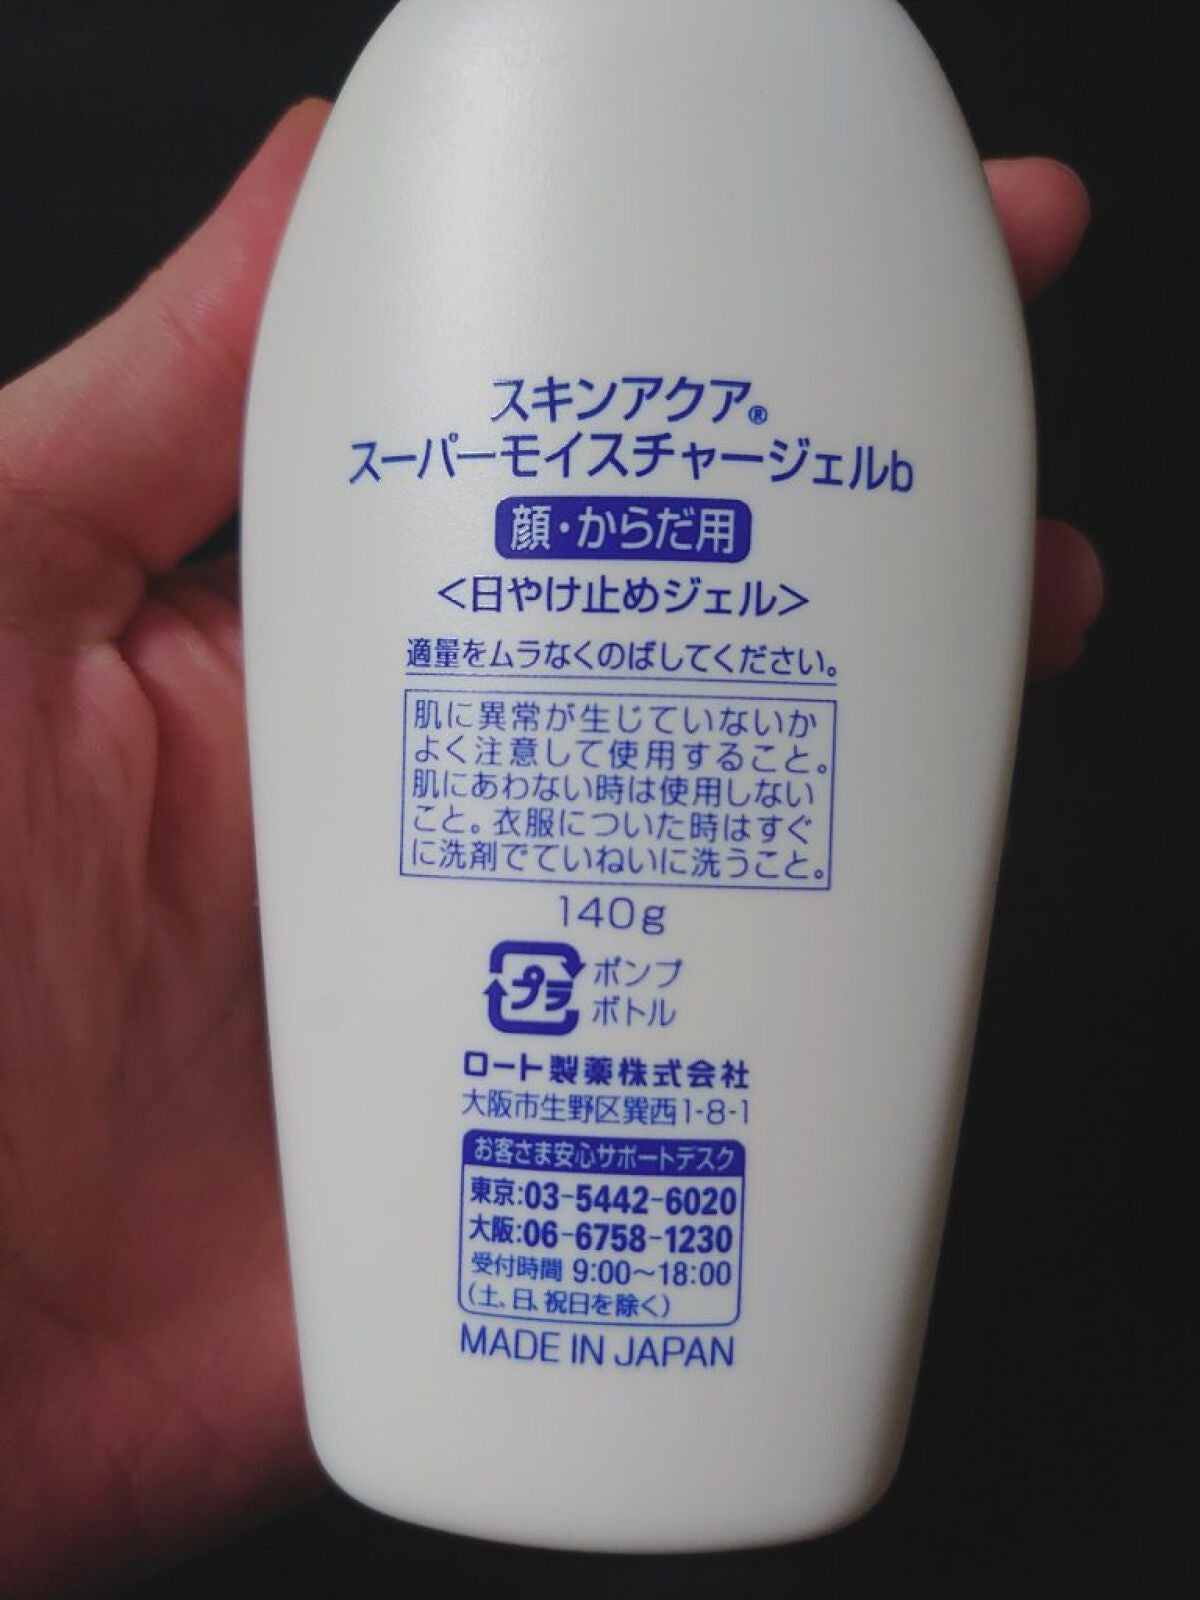 スキンアクア®
スーパーモイスチャージェルb
顔・からだ用
<日やけ止めジェル>
適量をムラなくのばしてください。
肌に異常が生じていないか
よく注意して使用すること。
肌にあわない時は使用しない
こと。衣服についた時はすぐ
に洗剤でていねいに洗うこと。
140g
プラ
ポンプ
ボトル
ロート製薬株式会社
大阪市生野区巽西1-8-1
お客さま安心サポートデスク
東京:03-5442-6020
大阪:06-6758-1230
受付時間 9:00～18:00
(土、日、祝日を除く)
MADE IN JAPAN